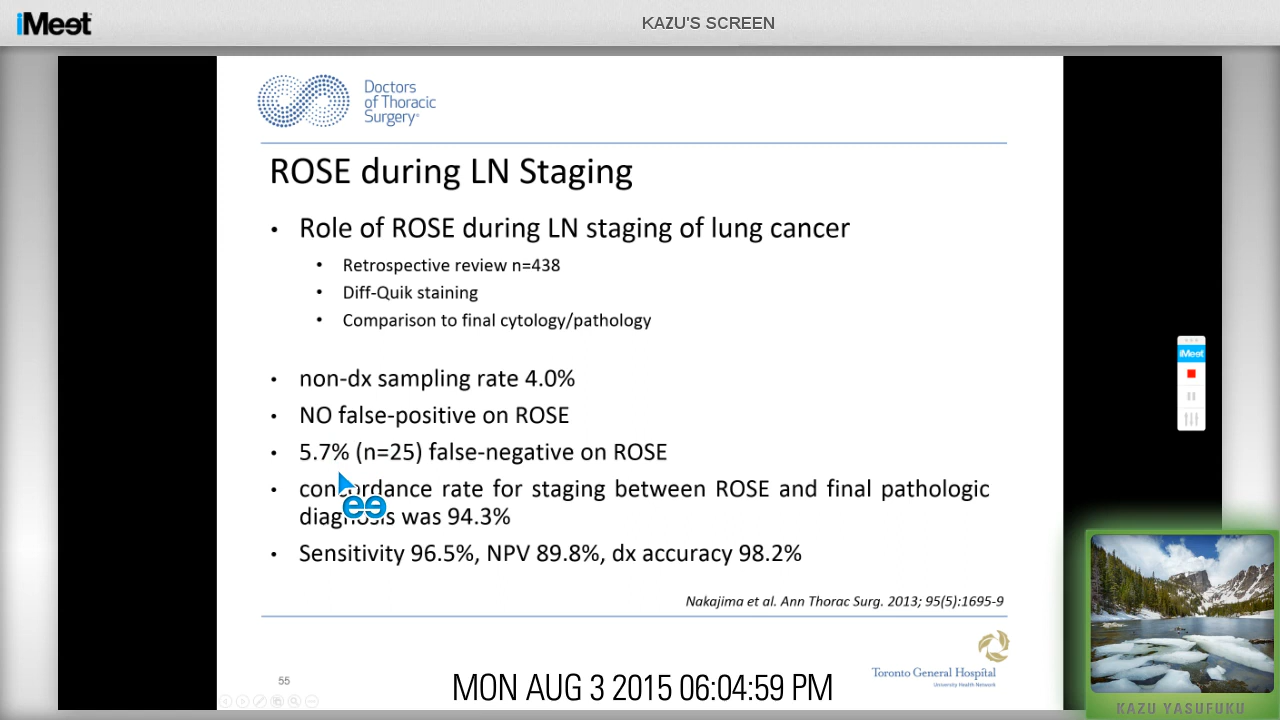 iMeet
KAZU'S SCREEN
Doctors
of Thoracic
Surgery®
ROSE during LN Staging
• Role of ROSE during LN staging of lung cancer
• Retrospective review n=438
• Diff-Quik staining
• Comparison to final cytology/pathology
• non-dx sampling rate 4.0%
• NO false-positive on ROSE
• 5.7% (n=25) false-negative on ROSE
• concordance rate for staging between ROSE and final pathologic
diagnosis was 94.3%
• Sensitivity 96.5%, NPV 89.8%, dx accuracy 98.2%
Nakajima et al. Ann Thorac Surg. 2013; 95(5):1695-9
iMeet
ee
Toronto General Hospital
University Health Network
55
MON AUG 3 2015 06:04:59 PM
KAZU YASUFUKU